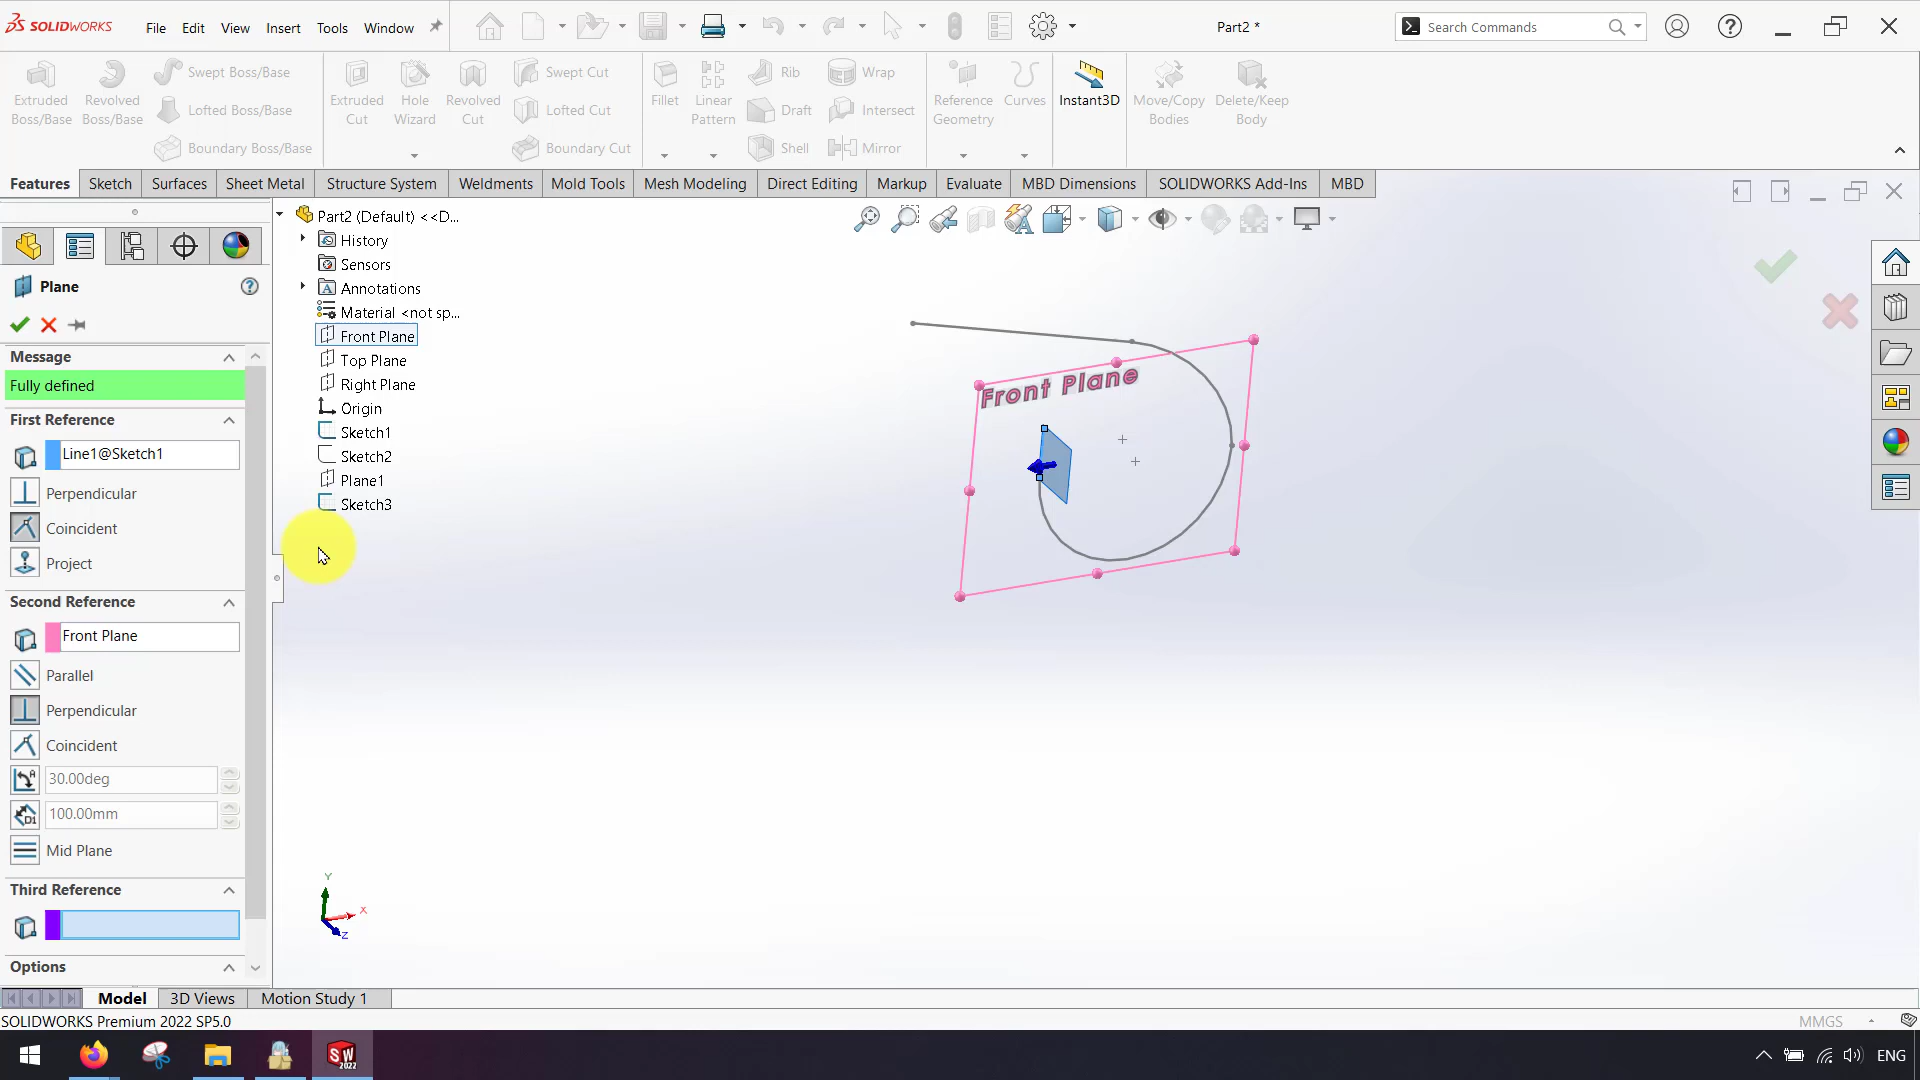 SOLIDWORKS File Edit View Insert Tools Window Part2 * Search Commands
Extruded Boss/Base
Revolved Boss/Base
Swept Boss/Base
Lofted Boss/Base
Boundary Boss/Base
Extruded Cut
Hole Wizard
Revolved Cut
Swept Cut
Lofted Cut
Boundary Cut
Fillet
Linear Pattern
Rib
Draft
Shell
Wrap
Intersect
Mirror
Reference Geometry
Curves
Instant3D
Move/Copy Bodies
Delete/Keep Body
Features Sketch Surfaces Sheet Metal Structure System Weldments Mold Tools Mesh Modeling Direct Editing Markup Evaluate MBD Dimensions SOLIDWORKS Add-Ins MBD
Plane
Message
Fully defined
First Reference
Line1@Sketch1
Perpendicular
Coincident
Project
Second Reference
Front Plane
Parallel
Perpendicular
Coincident
30.00deg
100.00mm
Mid Plane
Third Reference
Options
Part2 (Default) <<D...
History
Sensors
Annotations
Material <not sp...
Front Plane
Top Plane
Right Plane
Origin
Sketch1
Sketch2
Plane1
Sketch3
Front Plane
Y
X
Z
Model 3D Views Motion Study 1
SOLIDWORKS Premium 2022 SP5.0 MMGS
SW 2022
ENG